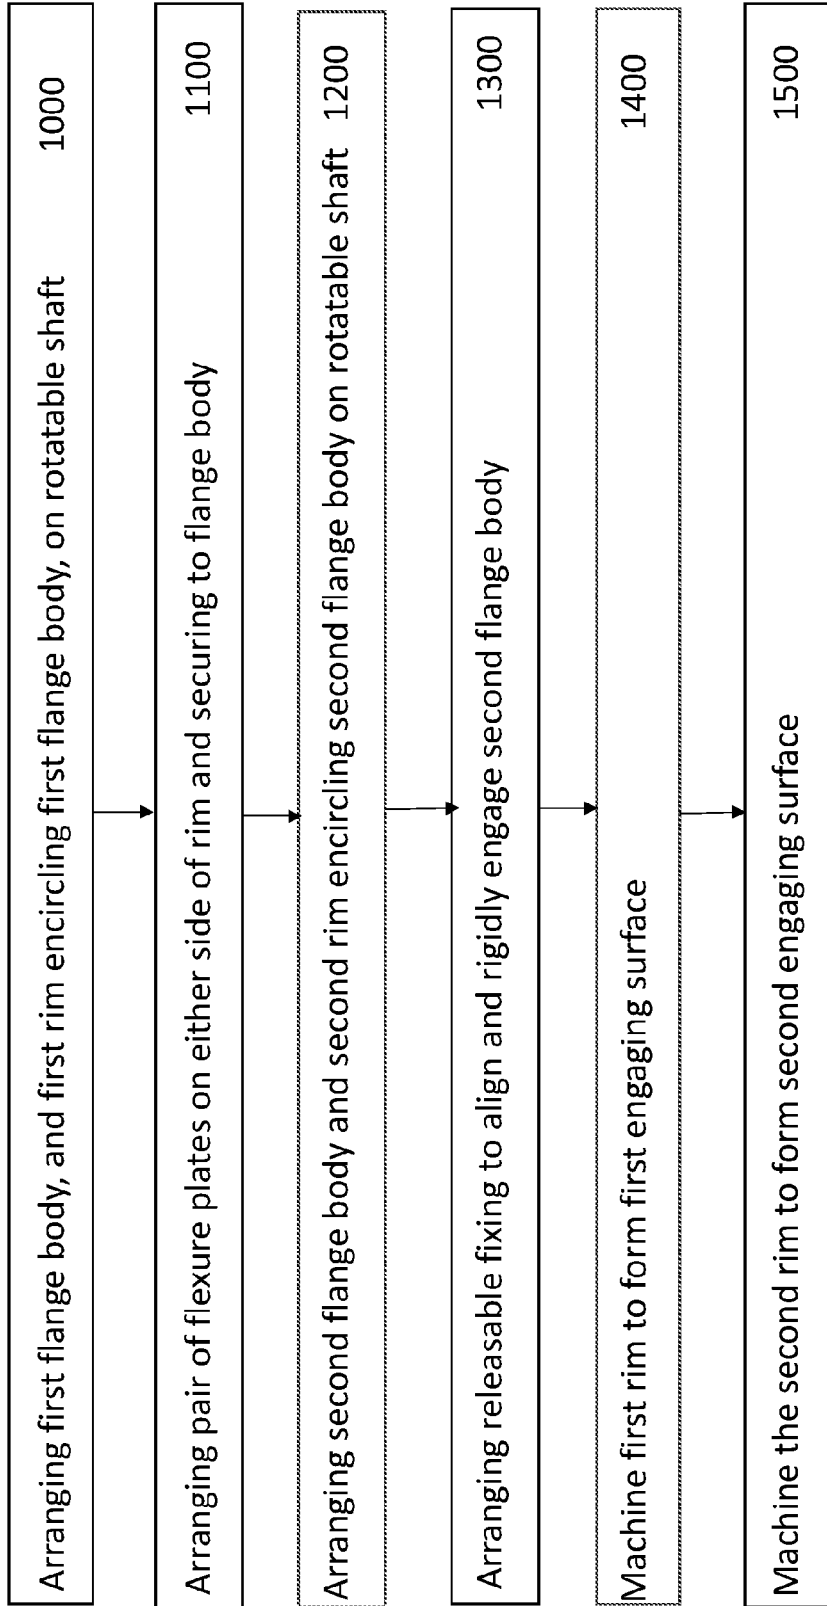 Arranging first flange body, and first rim encircling first flange body, on rotatable shaft 1000
Arranging pair of flexure plates on either side of rim and securing to flange body 1100
Arranging second flange body and second rim encircling second flange body on rotatable shaft 1200
Arranging releasable fixing to align and rigidly engage second flange body 1300
Machine first rim to form first engaging surface 1400
Machine the second rim to form second engaging surface 1500